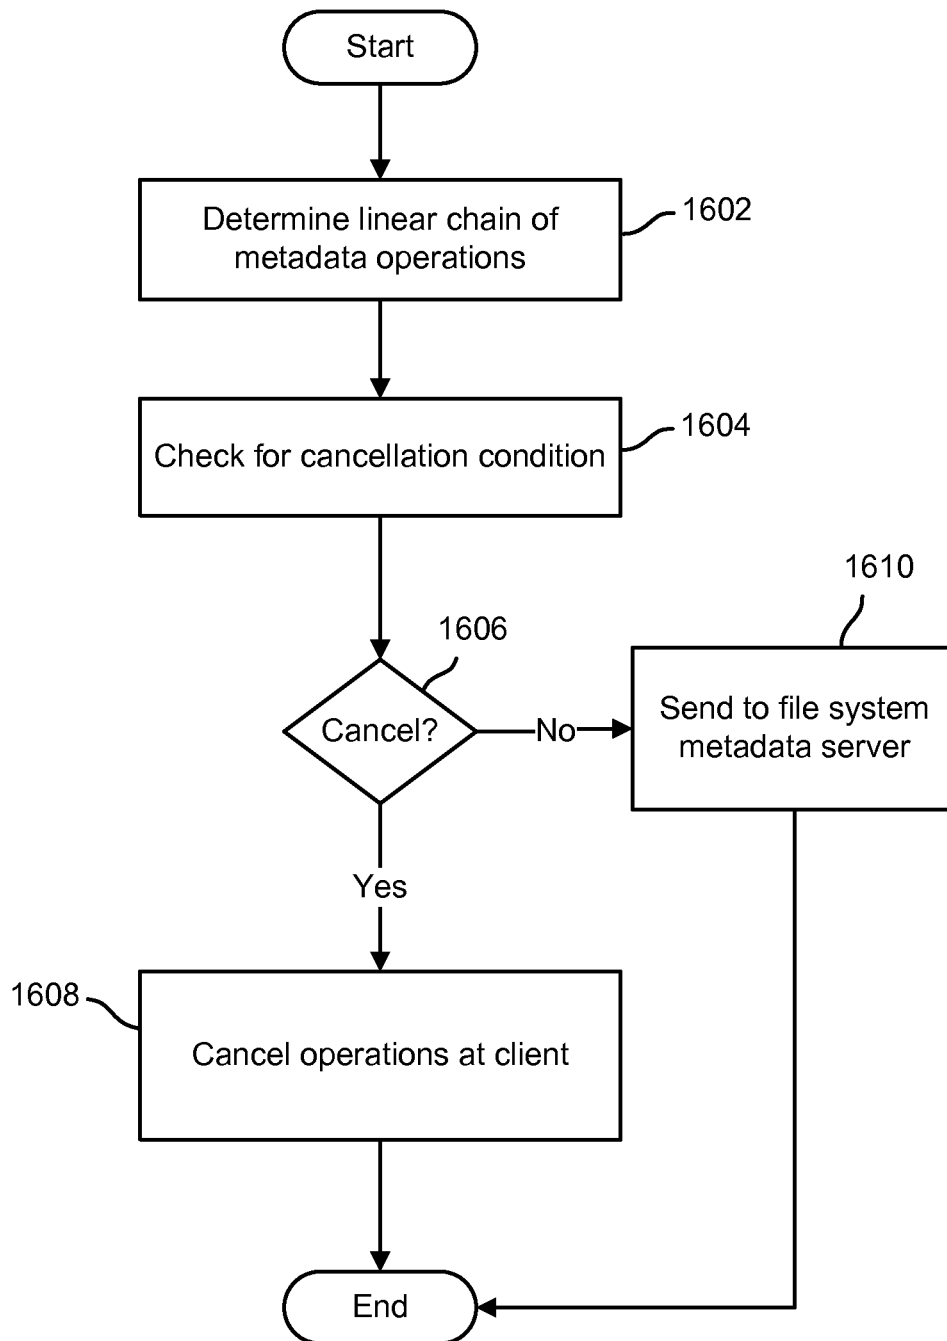 Start
Determine linear chain of
metadata operations
1602
Check for cancellation condition
1604
1606
Cancel?
No
1610
Send to file system
metadata server
Yes
1608
Cancel operations at client
End